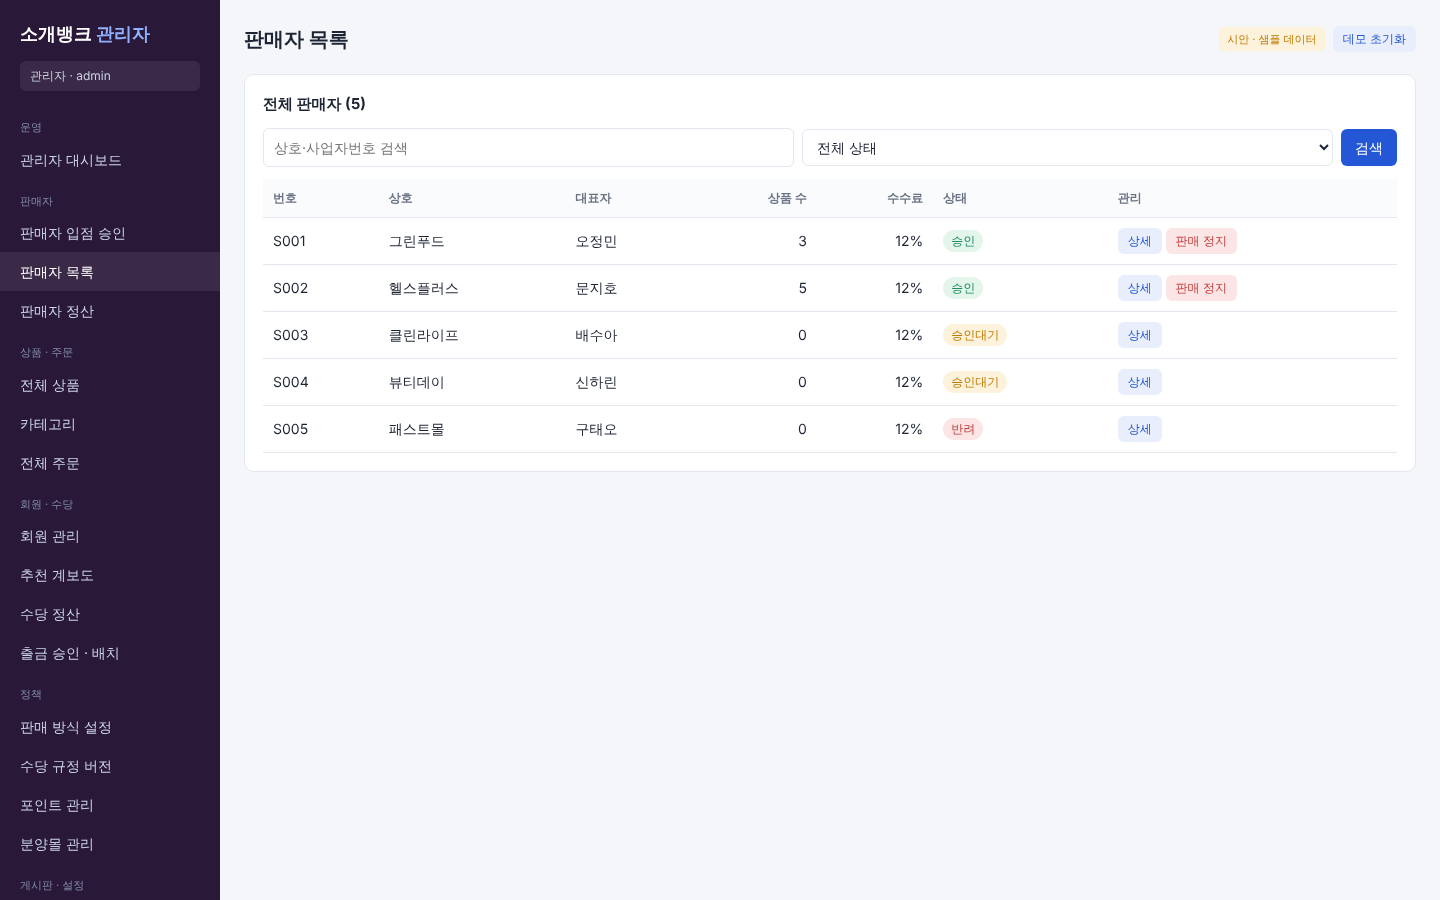 소개뱅크 관리자
관리자 · admin
운영
관리자 대시보드
판매자
판매자 입점 승인
판매자 목록
판매자 정산
상품 · 주문
전체 상품
카테고리
전체 주문
회원 · 수당
회원 관리
추천 계보도
수당 정산
출금 승인 · 배치
정책
판매 방식 설정
수당 규정 버전
포인트 관리
분양몰 관리
게시판 · 설정
판매자 목록
시안 · 샘플 데이터 데모 초기화
전체 판매자 (5)
상호·사업자번호 검색 전체 상태 검색
번호 상호 대표자 상품 수 수수료 상태 관리
S001 그린푸드 오정민 3 12% 승인 상세 판매 정지
S002 헬스플러스 문지호 5 12% 승인 상세 판매 정지
S003 클린라이프 배수아 0 12% 승인대기 상세
S004 뷰티데이 신하린 0 12% 승인대기 상세
S005 패스트몰 구태오 0 12% 반려 상세